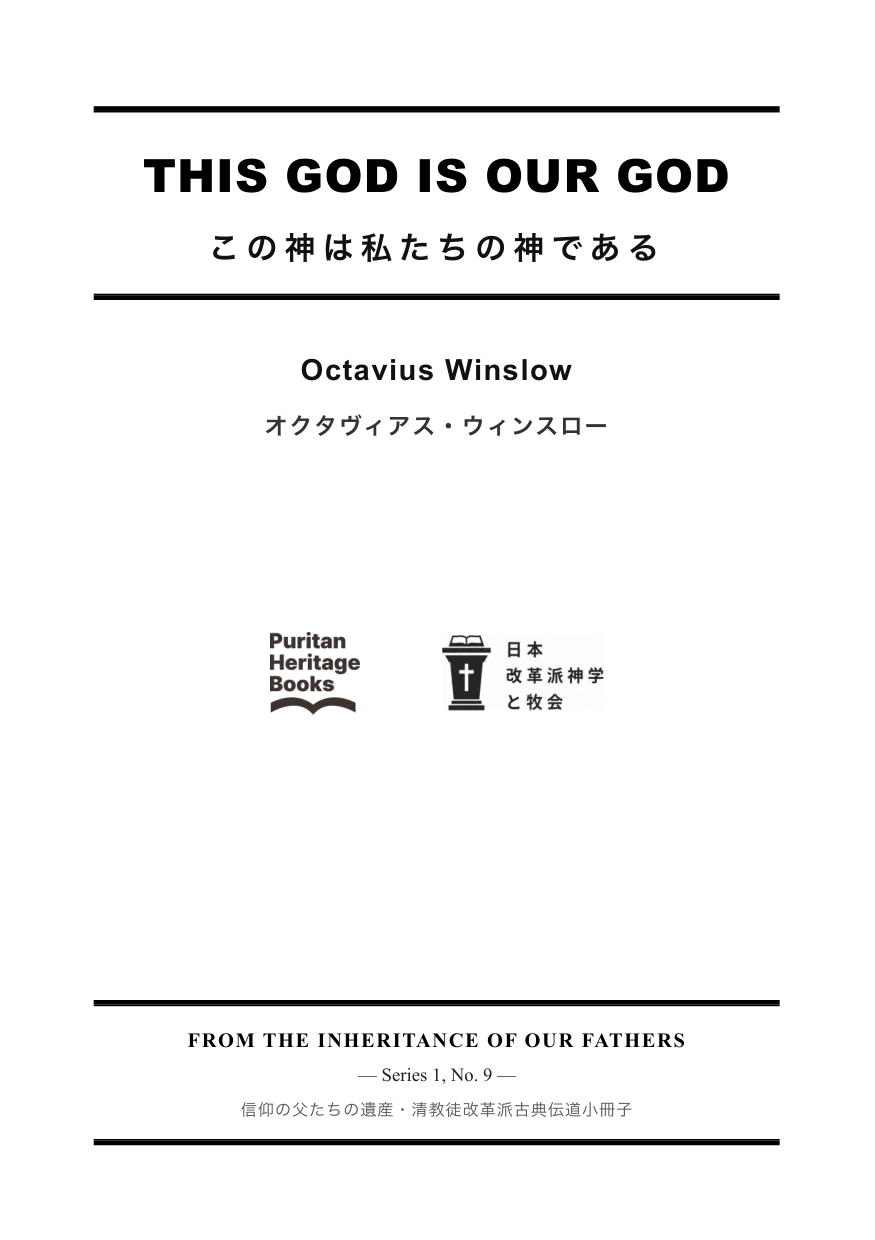 THIS GOD IS OUR GOD
この神は私たちの神である
Octavius Winslow
オクタヴィアス・ウィンスロー
Puritan
Heritage
Books
日本
改革派神学
と牧会
FROM THE INHERITANCE OF OUR FATHERS
— Series 1, No. 9 —
信仰の父たちの遺産・清教徒改革派古典伝道小冊子